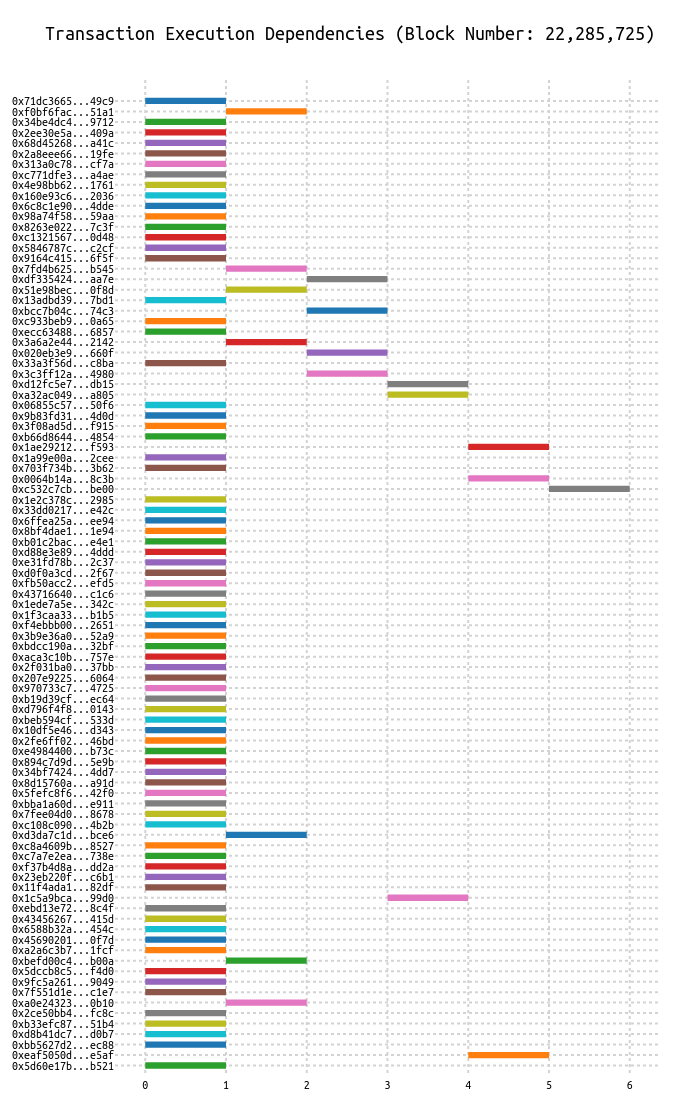 Transaction Execution Dependencies (Block Number: 22,285,725)
0x71dc3665...49c9
0xf0bf6fac...51a1
0x34be4dc4...9712
0x2ee30e5a...409a
0x68d45268...a41c
0x2a8eee66...19fe
0x313a0c78...cf7a
0xc771dfe3...a4ae
0x4e98bb62...1761
0x160e93c6...2036
0x6c8c1e90...4dde
0x98a74f58...59aa
0x8263e022...7c3f
0xc1321567...0d48
0x5846787c...c2cf
0x9164c415...6f5f
0x7fd4b625...b545
0xdf335424...aa7e
0x51e98bec...0f8d
0x13adbd39...7bd1
0xbcc7b04c...74c3
0xc933beb9...0a65
0xecc63488...6857
0x3a6a2e44...2142
0x020eb3e9...660f
0x33a3f56d...c8ba
0x3c3ff12a...4980
0xd12fc5e7...db15
0xa32ac049...a805
0x06855c57...50f6
0x9b83fd31...4d0d
0x3f08ad5d...f915
0xb66d8644...4854
0x1ae29212...f593
0x1a99e00a...2cee
0x703f734b...3b62
0x0064b14a...8c3b
0xc532c7cb...be00
0x1e2c378c...2985
0x33dd0217...e42c
0x6ffea25a...ee94
0x8bf4dae1...1e94
0xb01c2bac...e4e1
0xd88e3e89...4ddd
0xe31fd78b...2c37
0xd0f0a3cd...2f67
0xfb50acc2...efd5
0x43716640...c1c6
0x1ede7a5e...342c
0x1f3caa33...b1b5
0xf4ebbb00...2651
0x3b9e36a0...52a9
0xbdcc190a...32bf
0xaca3c10b...757e
0x2f031ba0...37bb
0x207e9225...6064
0x970733c7...4725
0xb19d39cf...ec64
0xd796f4f8...0143
0xbeb594cf...533d
0x10df5e46...d343
0x2fe6ff02...46bd
0xe4984400...b73c
0x894c7d9d...5e9b
0x34bf7424...4dd7
0x8d15760a...a91d
0x5fefc8f6...42f0
0xbba1a60d...e911
0x7fee04d0...8678
0xc108c090...4b2b
0xd3da7c1d...bce6
0xc8a4609b...8527
0xc7a7e2ea...738e
0xf37b4d8a...dd2a
0x23eb220f...c6b1
0x11f4ada1...82df
0x1c5a9bca...99d0
0xebd13e72...8c4f
0x43456267...415d
0x6588b32a...454c
0x45690201...0f7d
0xa2a6c3b7...1fcf
0xbefd00c4...b00a
0x5dccb8c5...f4d0
0x9fc5a261...9049
0x7f551d1e...c1e7
0xa0e24323...0b10
0x2ce50bb4...fc8c
0xb33efc87...51b4
0xd8b41dc7...d0b7
0xbb5627d2...ec88
0xeaf5050d...e5af
0x5d60e17b...b521
0 1 2 3 4 5 6